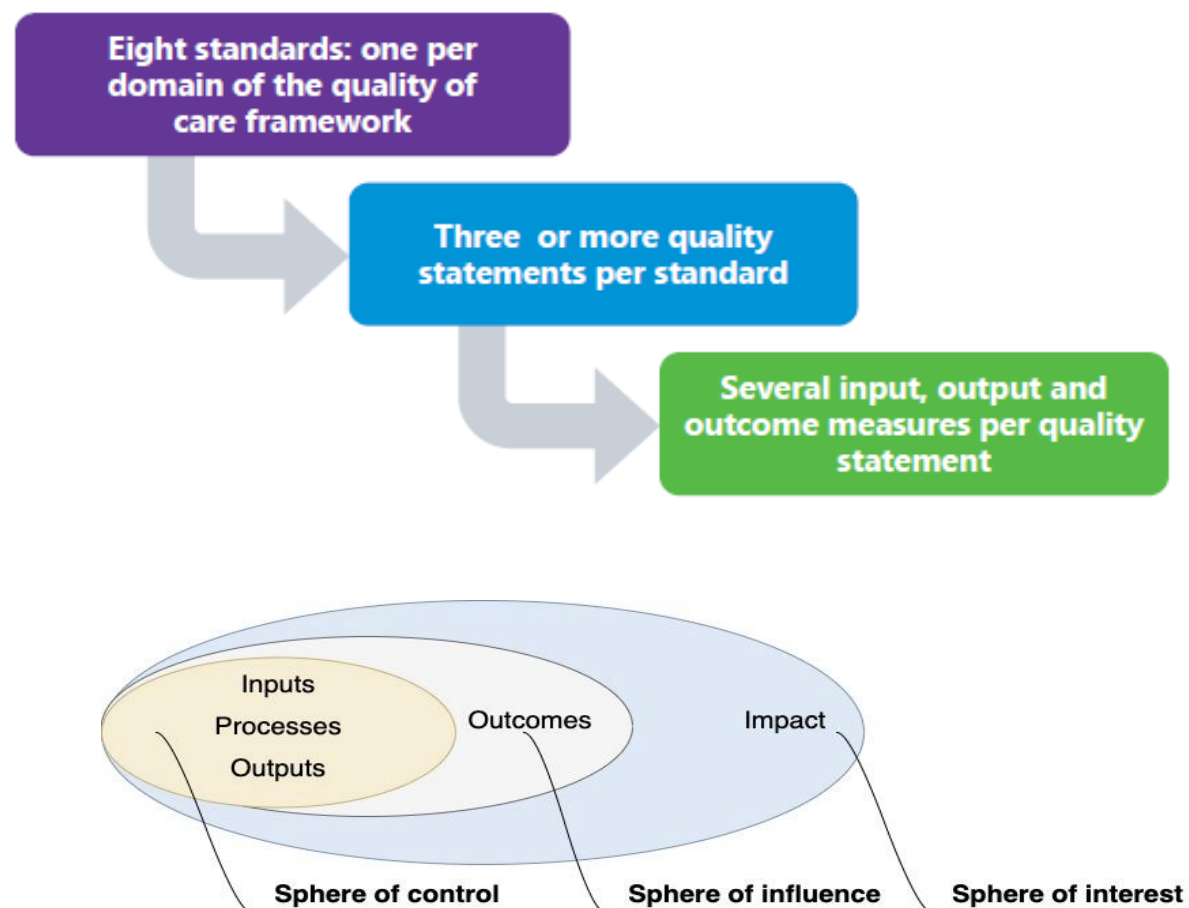 Eight standards: one per
domain of the quality of
care framework
Three or more quality
statements per standard
Several input, output and
outcome measures per quality
statement
Inputs
Processes
Outputs
Outcomes
Impact
Sphere of control
Sphere of influence
Sphere of interest